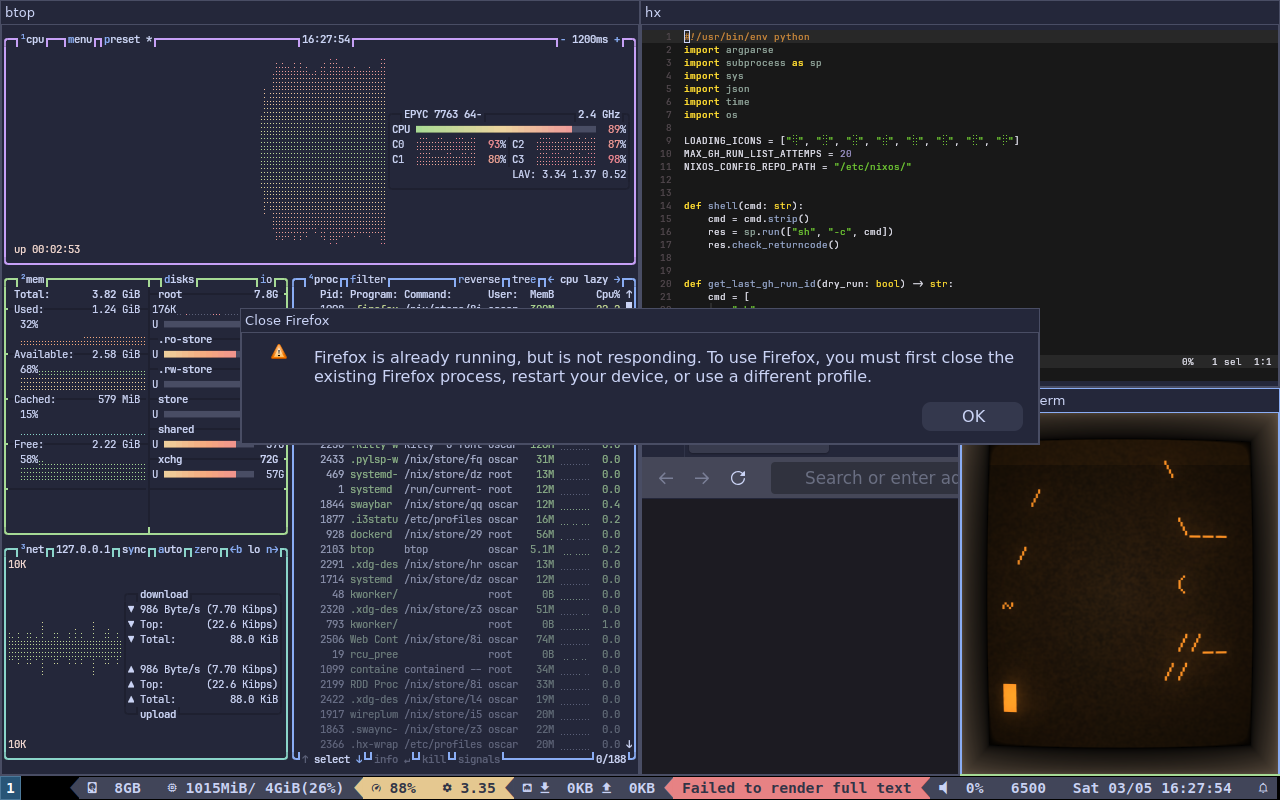 btop
¹cpu menu preset * 16:27:54 - 1200ms +
EPYC 7763 64- 2.4 GHz
CPU 89%
C0 93% C2 87%
C1 80% C3 98%
LAV: 3.34 1.37 0.52
up 00:02:53
²mem disks io
Total: 3.82 GiB root 7.8G
Used: 1.24 GiB 176K
32% U
.ro-store
Available: 2.58 GiB U
68% .rw-store
U
Cached: 579 MiB store
15% U
shared
Free: 2.22 GiB U
58% xchg 72G
U 57G
⁴proc filter reverse tree ← cpu lazy →
Pid: Program: Command: User: MemB Cpu% ↑
2433 .pylsp-w /nix/store/fq oscar 31M 0.0
469 systemd- /nix/store/dz root 13M 0.0
1 systemd /run/current- root 12M 0.0
1844 swaybar /nix/store/qq oscar 12M 0.4
1877 .i3statu /etc/profiles oscar 16M 0.2
928 dockerd /nix/store/29 root 56M 0.0
2103 btop btop oscar 5.1M 0.2
2291 .xdg-des /nix/store/hr oscar 13M 0.0
1714 systemd /nix/store/dz oscar 12M 0.0
48 kworker/ root 0B 0.0
2320 .xdg-des /nix/store/z3 oscar 51M 0.0
793 kworker/ root 0B 1.0
2506 Web Cont /nix/store/8i oscar 74M 0.0
19 rcu_pree root 0B 0.0
1099 containe containerd -- root 34M 0.0
2199 RDD Proc /nix/store/8i oscar 33M 0.0
2422 .xdg-des /nix/store/l4 oscar 19M 0.0
1917 wireplum /nix/store/i5 oscar 20M 0.0
1863 .swaync- /nix/store/z3 oscar 22M 0.0
2366 .hx-wrap /etc/profiles oscar 20M 0.0 ↓
↑ select ↓ info ↵ kill signals 0/188
³net 127.0.0.1 sync auto zero ←b lo n→
10K
download
▼ 986 Byte/s (7.70 Kibps)
▼ Top: (22.6 Kibps)
▼ Total: 88.0 KiB
▲ 986 Byte/s (7.70 Kibps)
▲ Top: (22.6 Kibps)
▲ Total: 88.0 KiB
upload
10K
hx
1 #!/usr/bin/env python
2 import argparse
3 import subprocess as sp
4 import sys
5 import json
6 import time
7 import os
8
9 LOADING_ICONS = ["", "", "", "", "", "", "", ""]
10 MAX_GH_RUN_LIST_ATTEMPS = 20
11 NIXOS_CONFIG_REPO_PATH = "/etc/nixos/"
12
13
14 def shell(cmd: str):
15 cmd = cmd.strip()
16 res = sp.run(["sh", "-c", cmd])
17 res.check_returncode()
18
19
20 def get_last_gh_run_id(dry_run: bool) -> str:
21 cmd = [
0% 1 sel 1:1
Close Firefox
Firefox is already running, but is not responding. To use Firefox, you must first close the
existing Firefox process, restart your device, or use a different profile.
OK
erm
Search or enter ad
~
1 8GB 1015MiB/ 4GiB(26%) 88% 3.35 0KB 0KB Failed to render full text 0% 6500 Sat 03/05 16:27:54